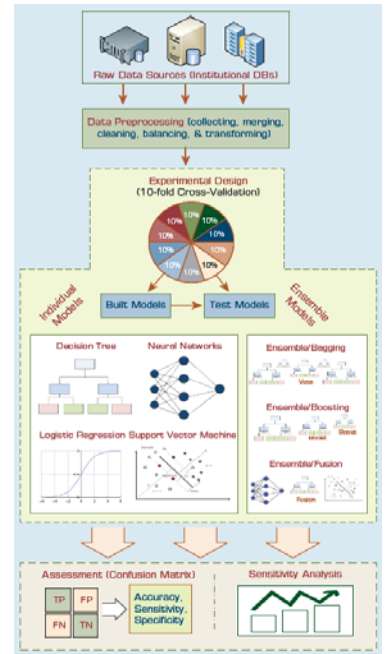 Raw Data Sources (Institutional DBs)
Data Preprocessing (collecting, merging,
cleaning, balancing, & transforming)
Experimental Design
(10-fold Cross-Validation)
10%
10%
10%
10%
10%
10%
10%
10%
10%
10%
Individual
Models
Ensemble
Models
Built Models
Test Models
Decision Tree
Neural Networks
Logistic Regression
Support Vector Machine
Ensemble/Bagging
Vote
Ensemble/Boosting
Boost
Ensemble/Fusion
Fusion
Assessment (Confusion Matrix)
TP
FP
FN
TN
Accuracy,
Sensitivity,
Specificity
Sensitivity Analysis